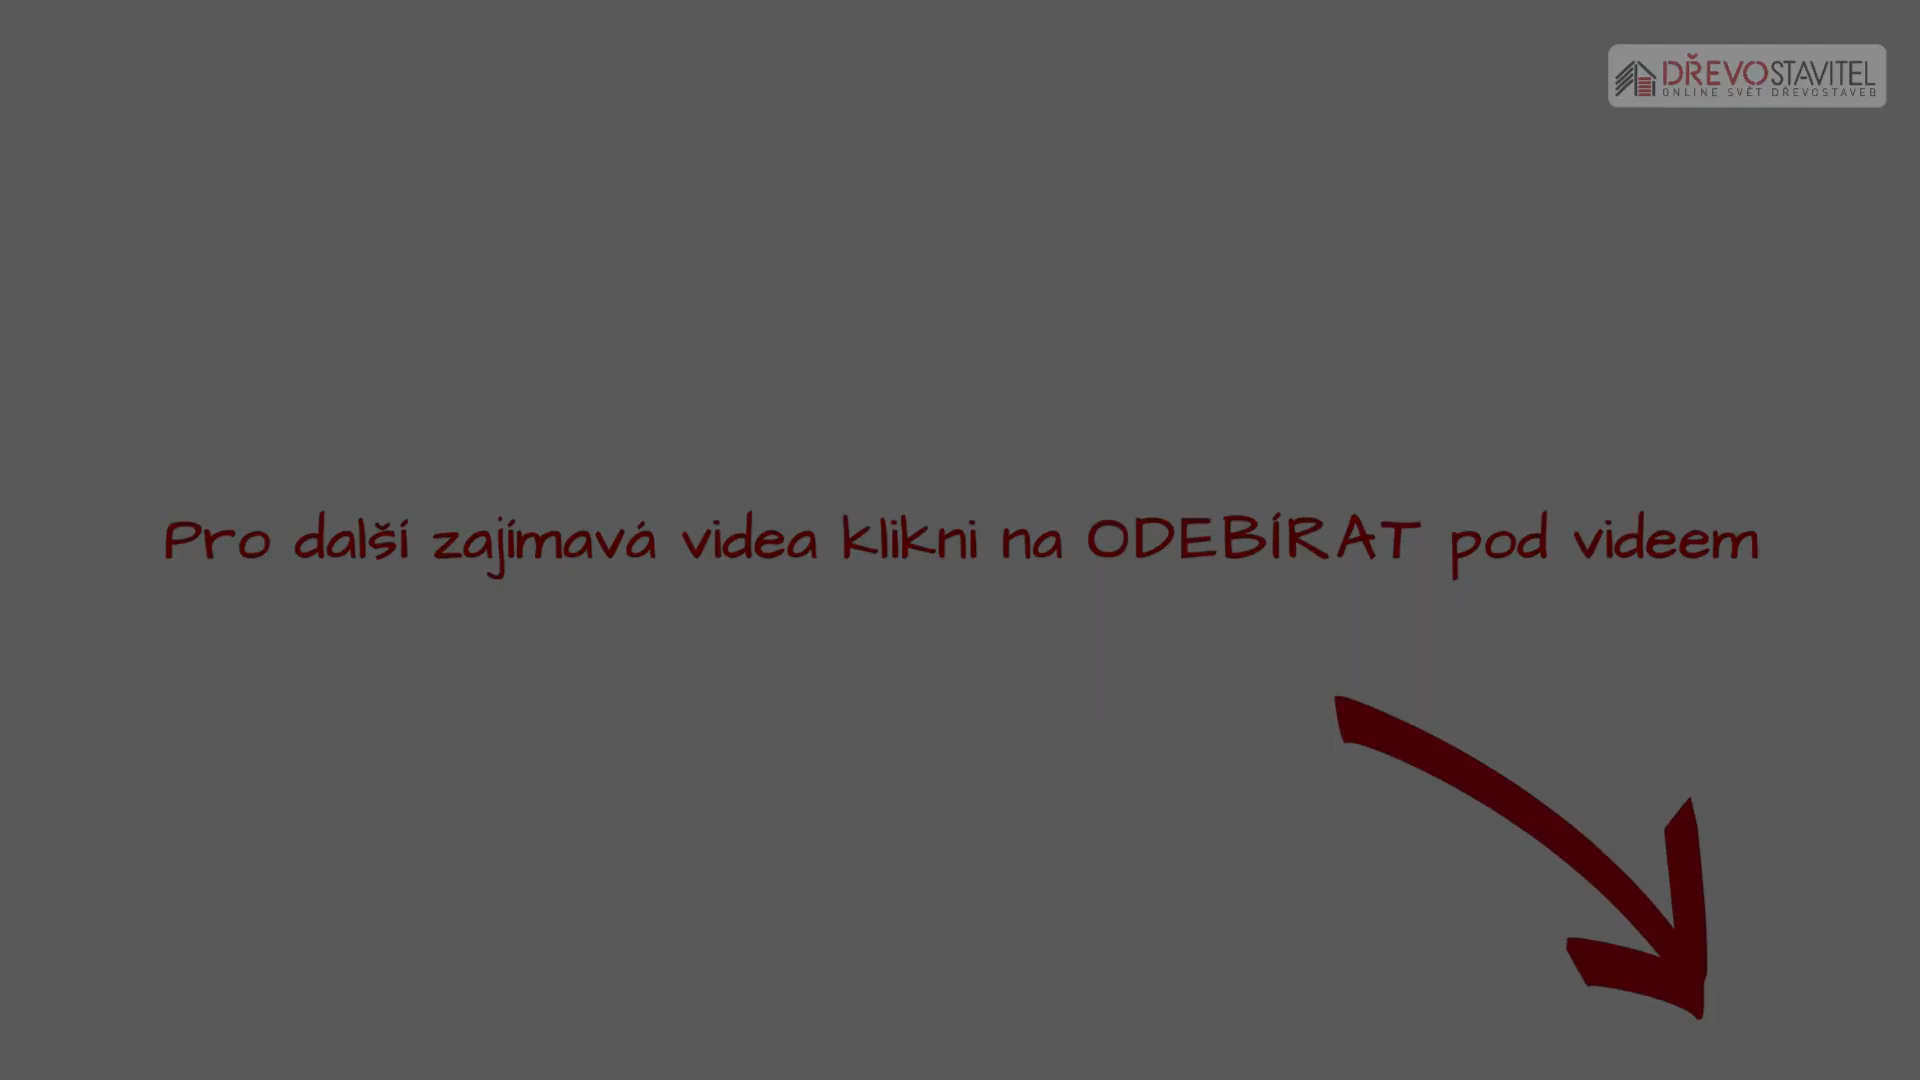 DŘEVOSTAVITEL
ONLINE SVĚT DŘEVOSTAVEB
Pro další zajímavá videa klikni na ODEBÍRAT pod videem